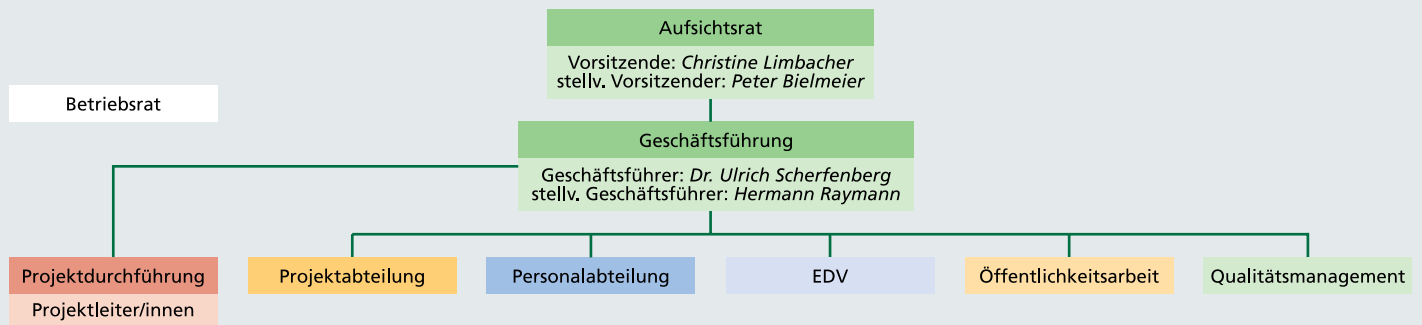 Aufsichtsrat
Vorsitzende: Christine Limbacher
stellv. Vorsitzender: Peter Bielmeier
Betriebsrat
Geschäftsführung
Geschäftsführer: Dr. Ulrich Scherfenberg
stellv. Geschäftsführer: Hermann Raymann
Projektdurchführung
Projektleiter/innen
Projektabteilung
Personalabteilung
EDV
Öffentlichkeitsarbeit
Qualitätsmanagement